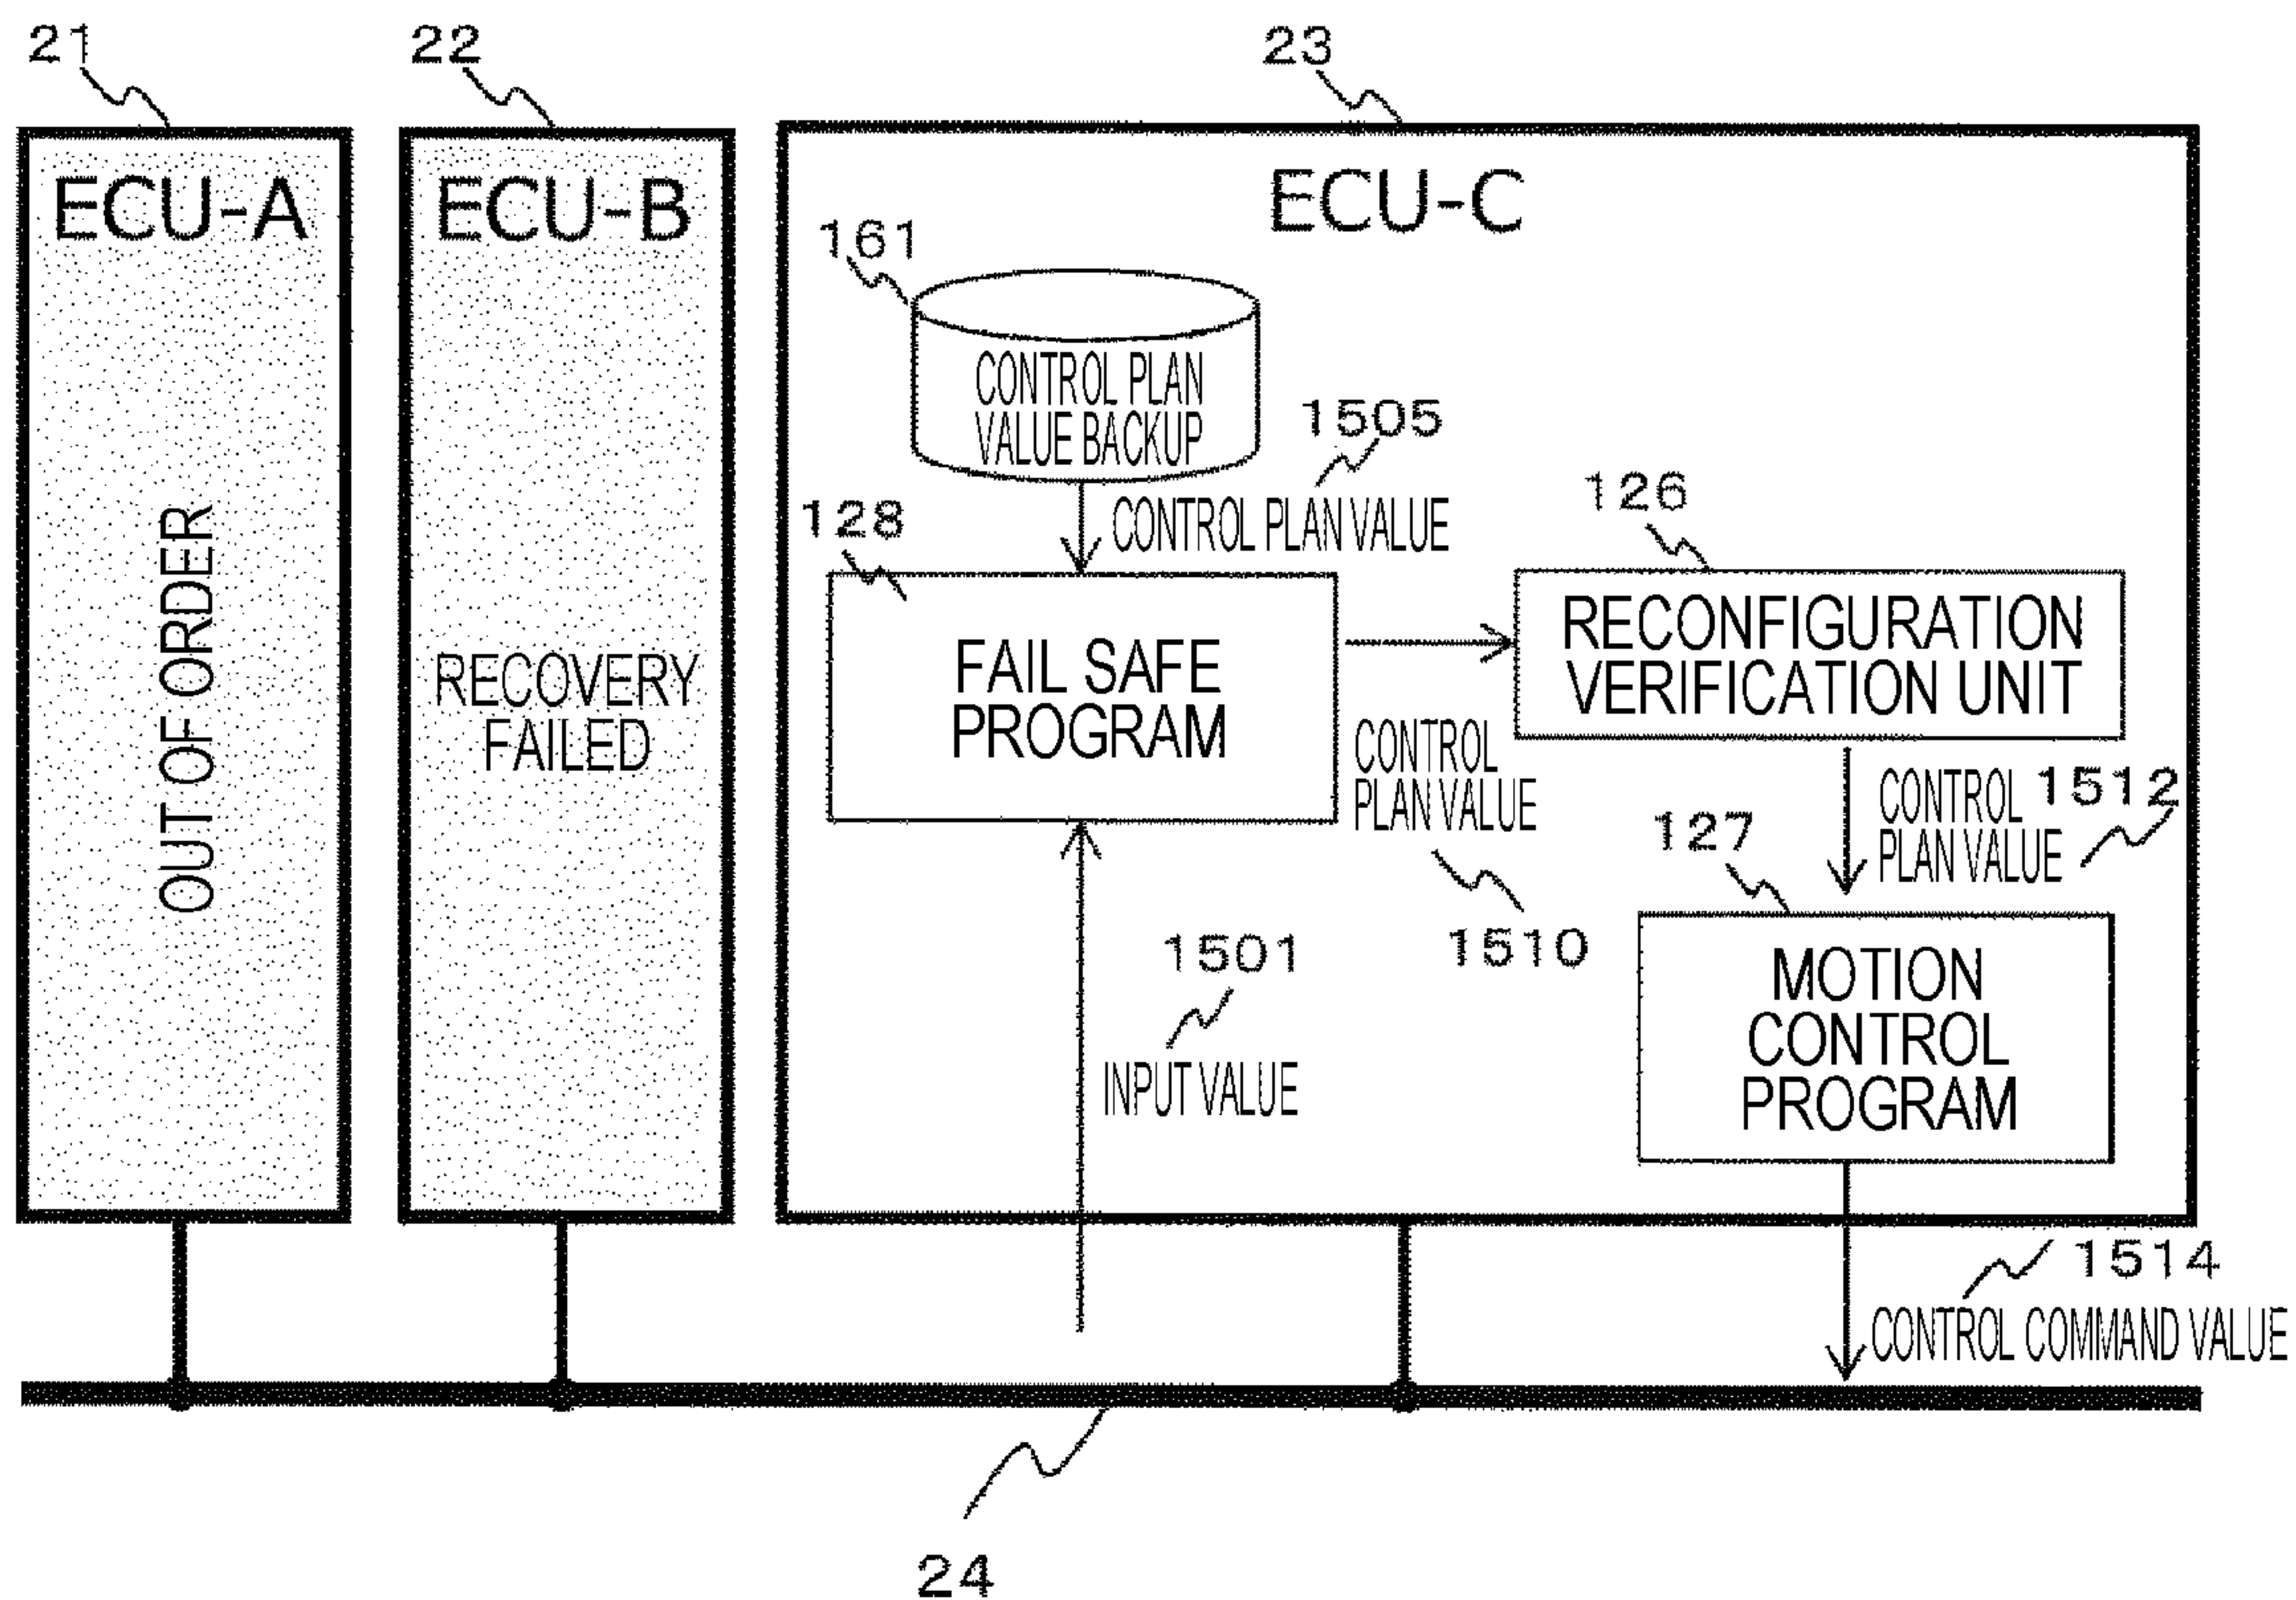 21
22
23
ECU-A
ECU-B
ECU-C
161
CONTROL PLAN
VALUE BACKUP
1505
CONTROL PLAN VALUE
128
126
FAIL SAFE
PROGRAM
RECONFIGURATION
VERIFICATION UNIT
OUT OF ORDER
RECOVERY
FAILED
CONTROL
PLAN VALUE
1510
CONTROL
PLAN VALUE
1512
127
MOTION
CONTROL
PROGRAM
1501
INPUT VALUE
1514
CONTROL COMMAND VALUE
24